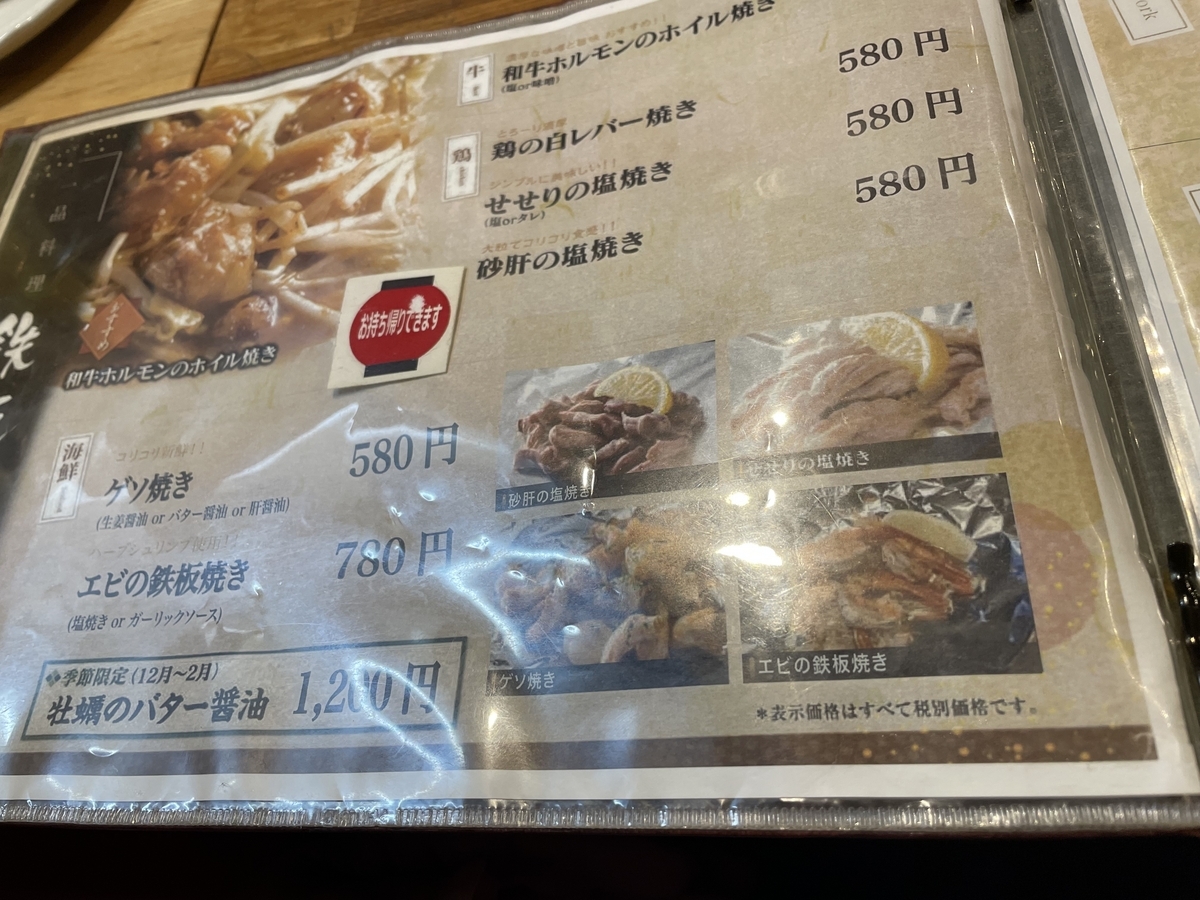 一品料理
鉄
おすすめ
和牛ホルモンのホイル焼き
お持ち帰りできます
牛
濃厚な味噌と旨味 おすすめ!!
和牛ホルモンのホイル焼き
(塩or味噌)
580円
鶏
とろーり濃厚
鶏の白レバー焼き
580円
シンプルに美味しい!!
せせりの塩焼き
(塩orタレ)
580円
大粒でコリコリ食感!!
砂肝の塩焼き
海鮮
コリコリ新鮮!!
ゲソ焼き
580円
(生姜醤油 or バター醤油 or 肝醤油)
ハーブシュリンプ使用!!
エビの鉄板焼き
780円
(塩焼き or ガーリックソース)
❖季節限定 (12月〜2月)
牡蠣のバター醤油 1,200円
砂肝の塩焼き
せせりの塩焼き
ゲソ焼き
エビの鉄板焼き
＊表示価格はすべて税別価格です。